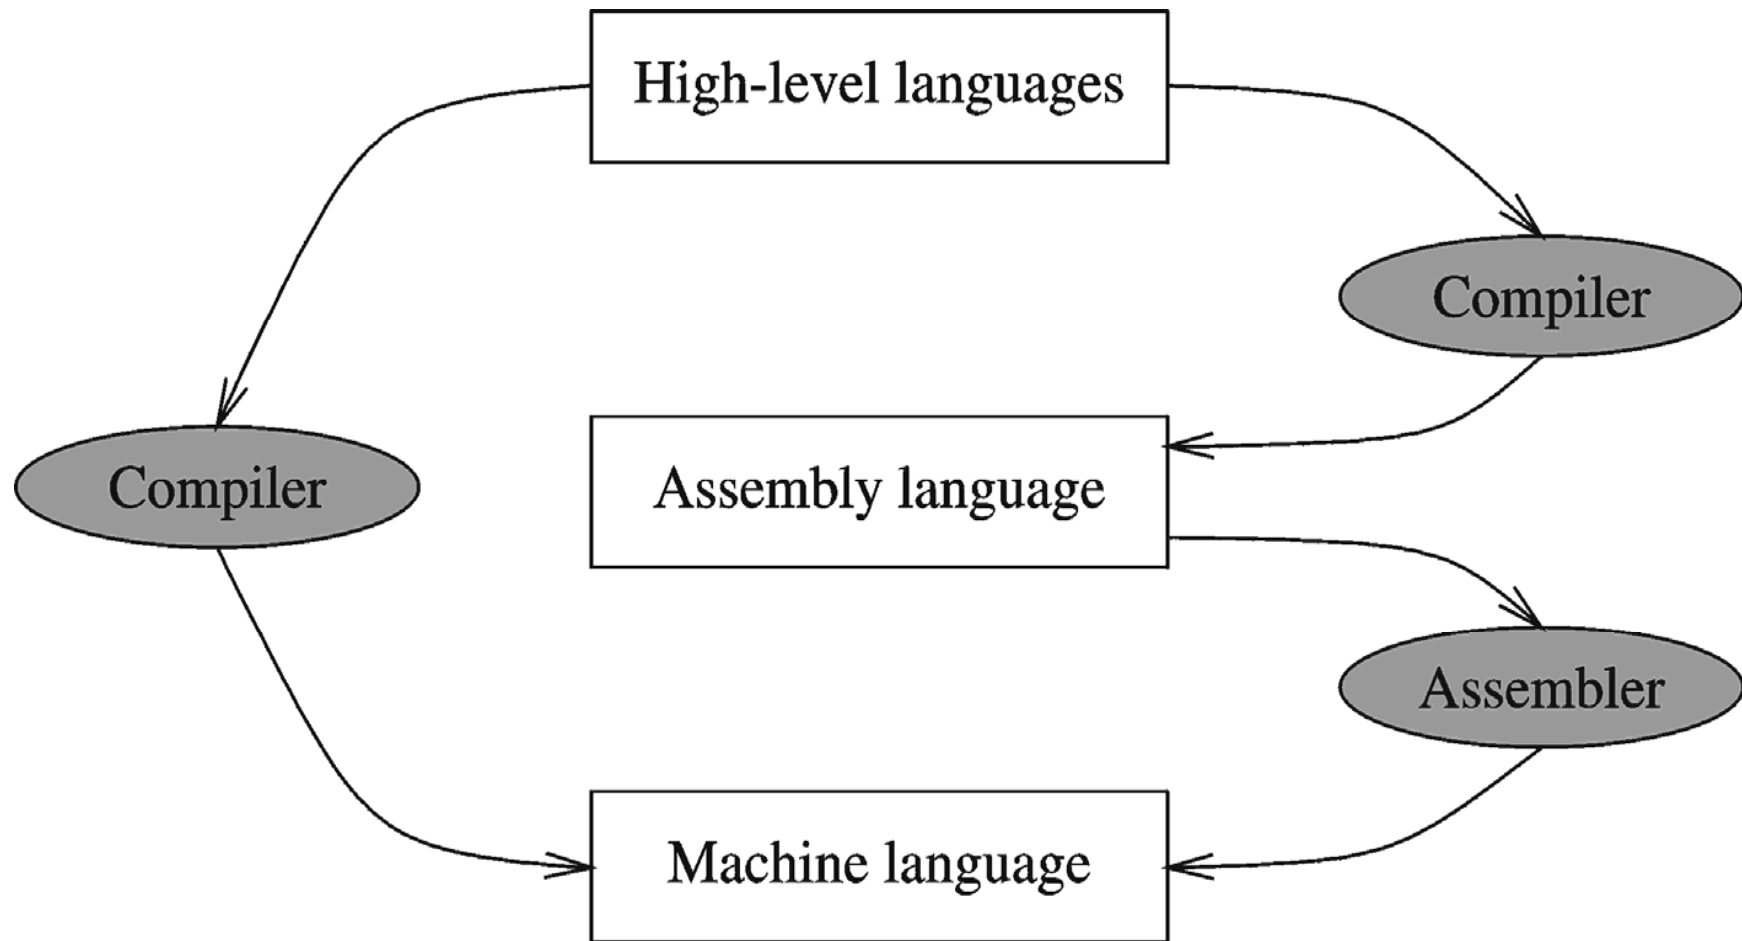 High-level languages
Compiler
Compiler
Assembly language
Assembler
Machine language